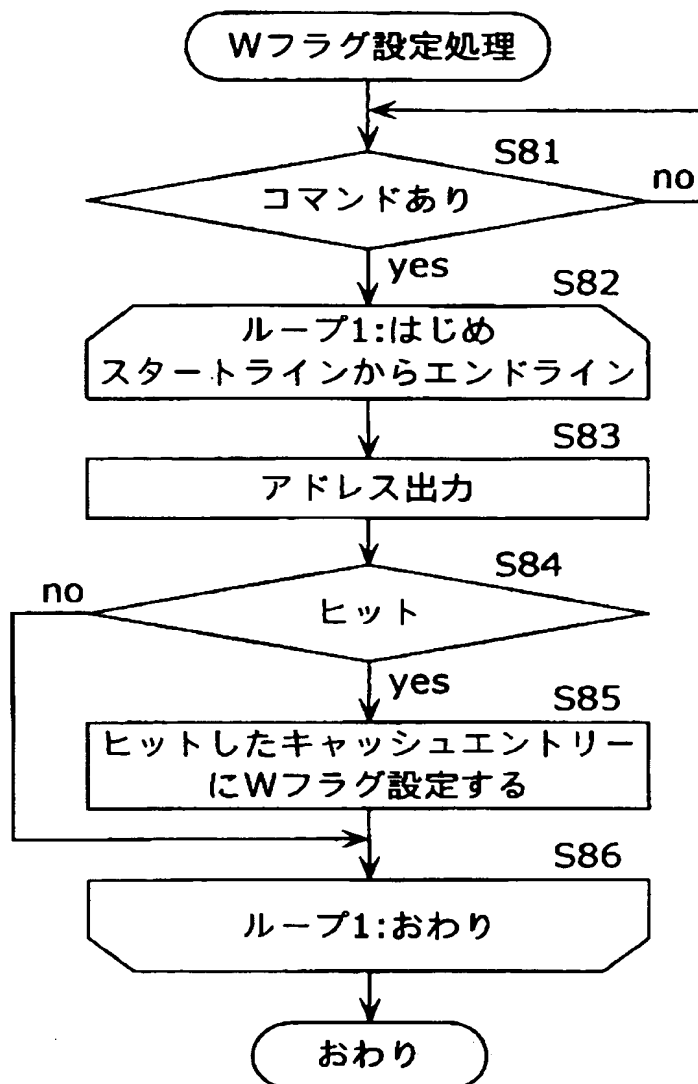 Wフラグ設定処理
S81
コマンドあり
no
yes
S82
ループ1:はじめ
スタートラインからエンドライン
S83
アドレス出力
S84
no
ヒット
yes
S85
ヒットしたキャッシュエントリー
にWフラグ設定する
S86
ループ1:おわり
おわり